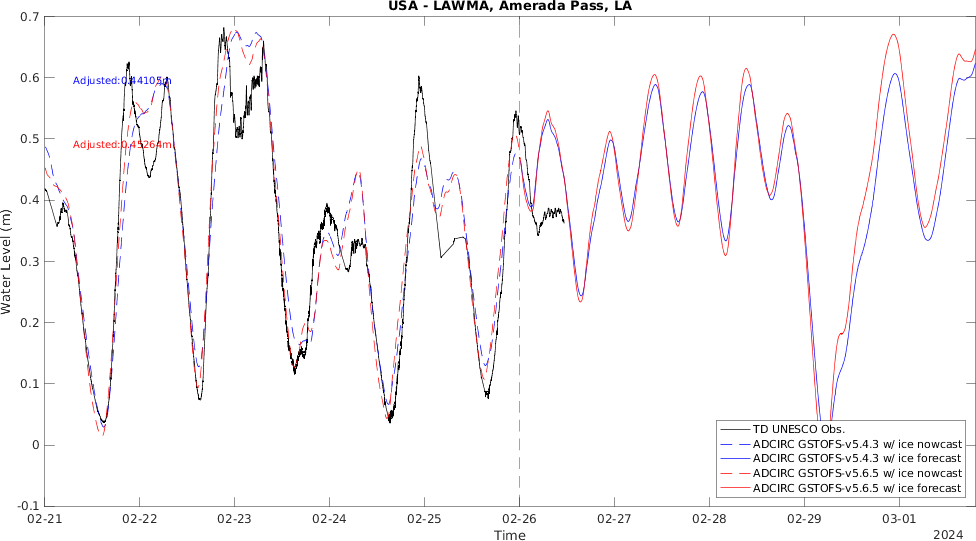 USA - LAWMA, Amerada Pass, LA
0.7
0.6
0.5
0.4
0.3
0.2
0.1
0
-0.1
Water Level (m)
Adjusted:0.44105m
Adjusted:0.45264m
TD UNESCO Obs.
ADCIRC GSTOFS-v5.4.3 w/ ice nowcast
ADCIRC GSTOFS-v5.4.3 w/ ice forecast
ADCIRC GSTOFS-v5.6.5 w/ ice nowcast
ADCIRC GSTOFS-v5.6.5 w/ ice forecast
02-21 02-22 02-23 02-24 02-25 02-26 02-27 02-28 02-29 03-01
Time
2024